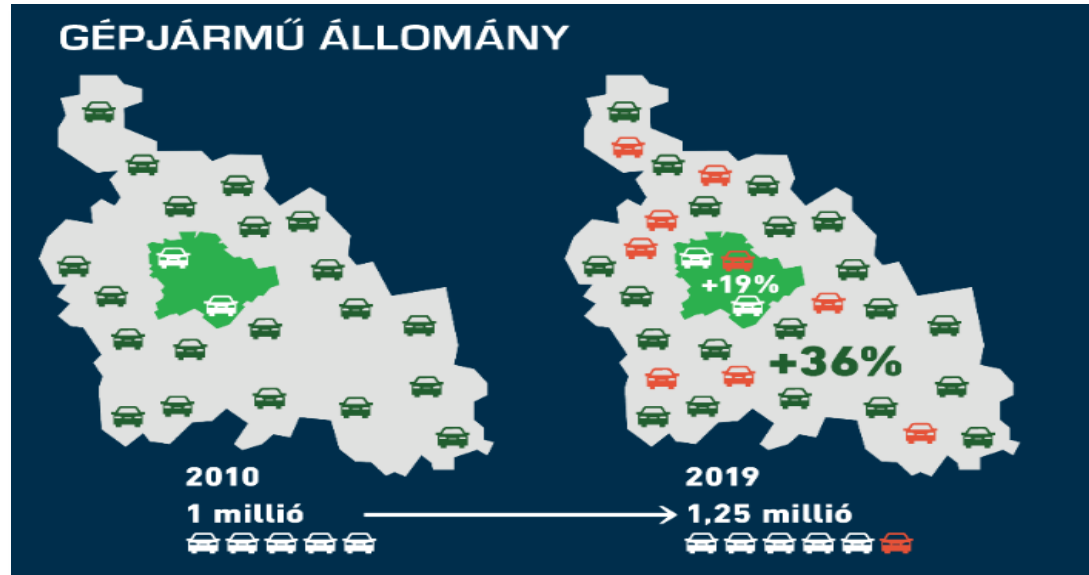 GÉPJÁRMŰ ÁLLOMÁNY
+19%
+36%
2010
1 millió
2019
1,25 millió